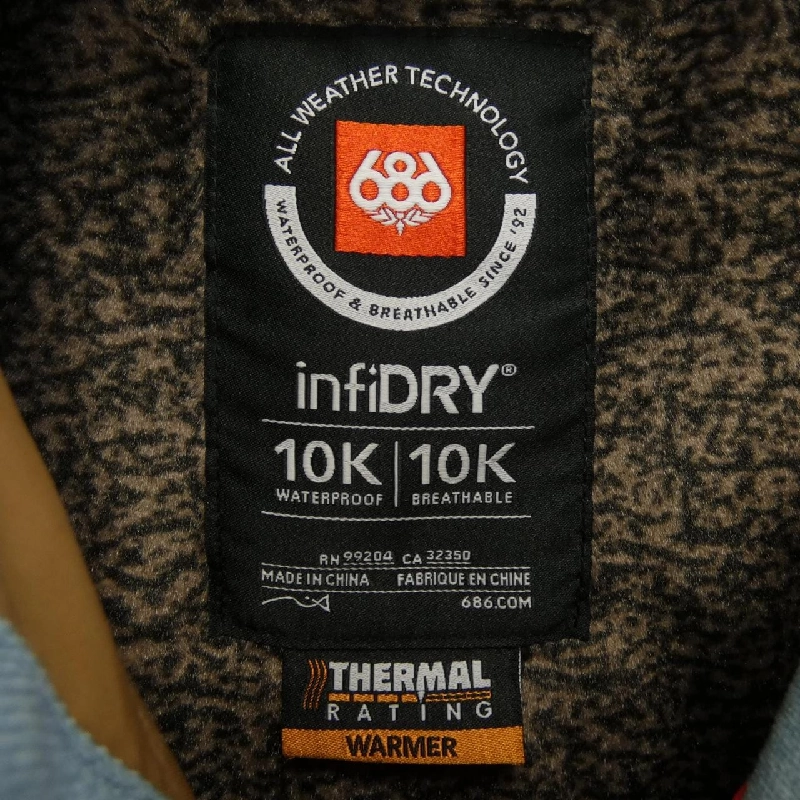 ALL WEATHER TECHNOLOGY
686
WATERPROOF & BREATHABLE SINCE '92
infiDRY®
10K | 10K
WATERPROOF BREATHABLE
RN 99204 CA 32350
MADE IN CHINA FABRIQUE EN CHINE
686.COM
THERMAL
RATING
WARMER